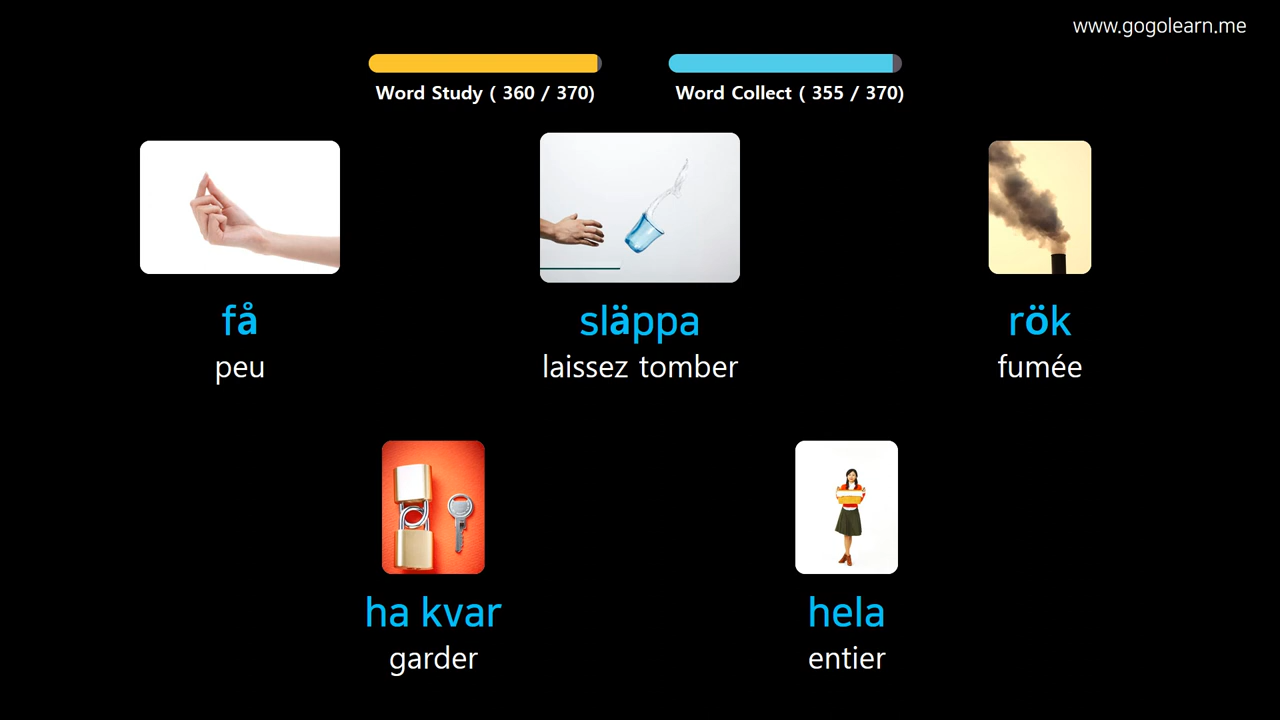 www.gogolearn.me
Word Study ( 360 / 370)
Word Collect ( 355 / 370)
få
peu
släppa
laissez tomber
rök
fumée
ha kvar
garder
hela
entier